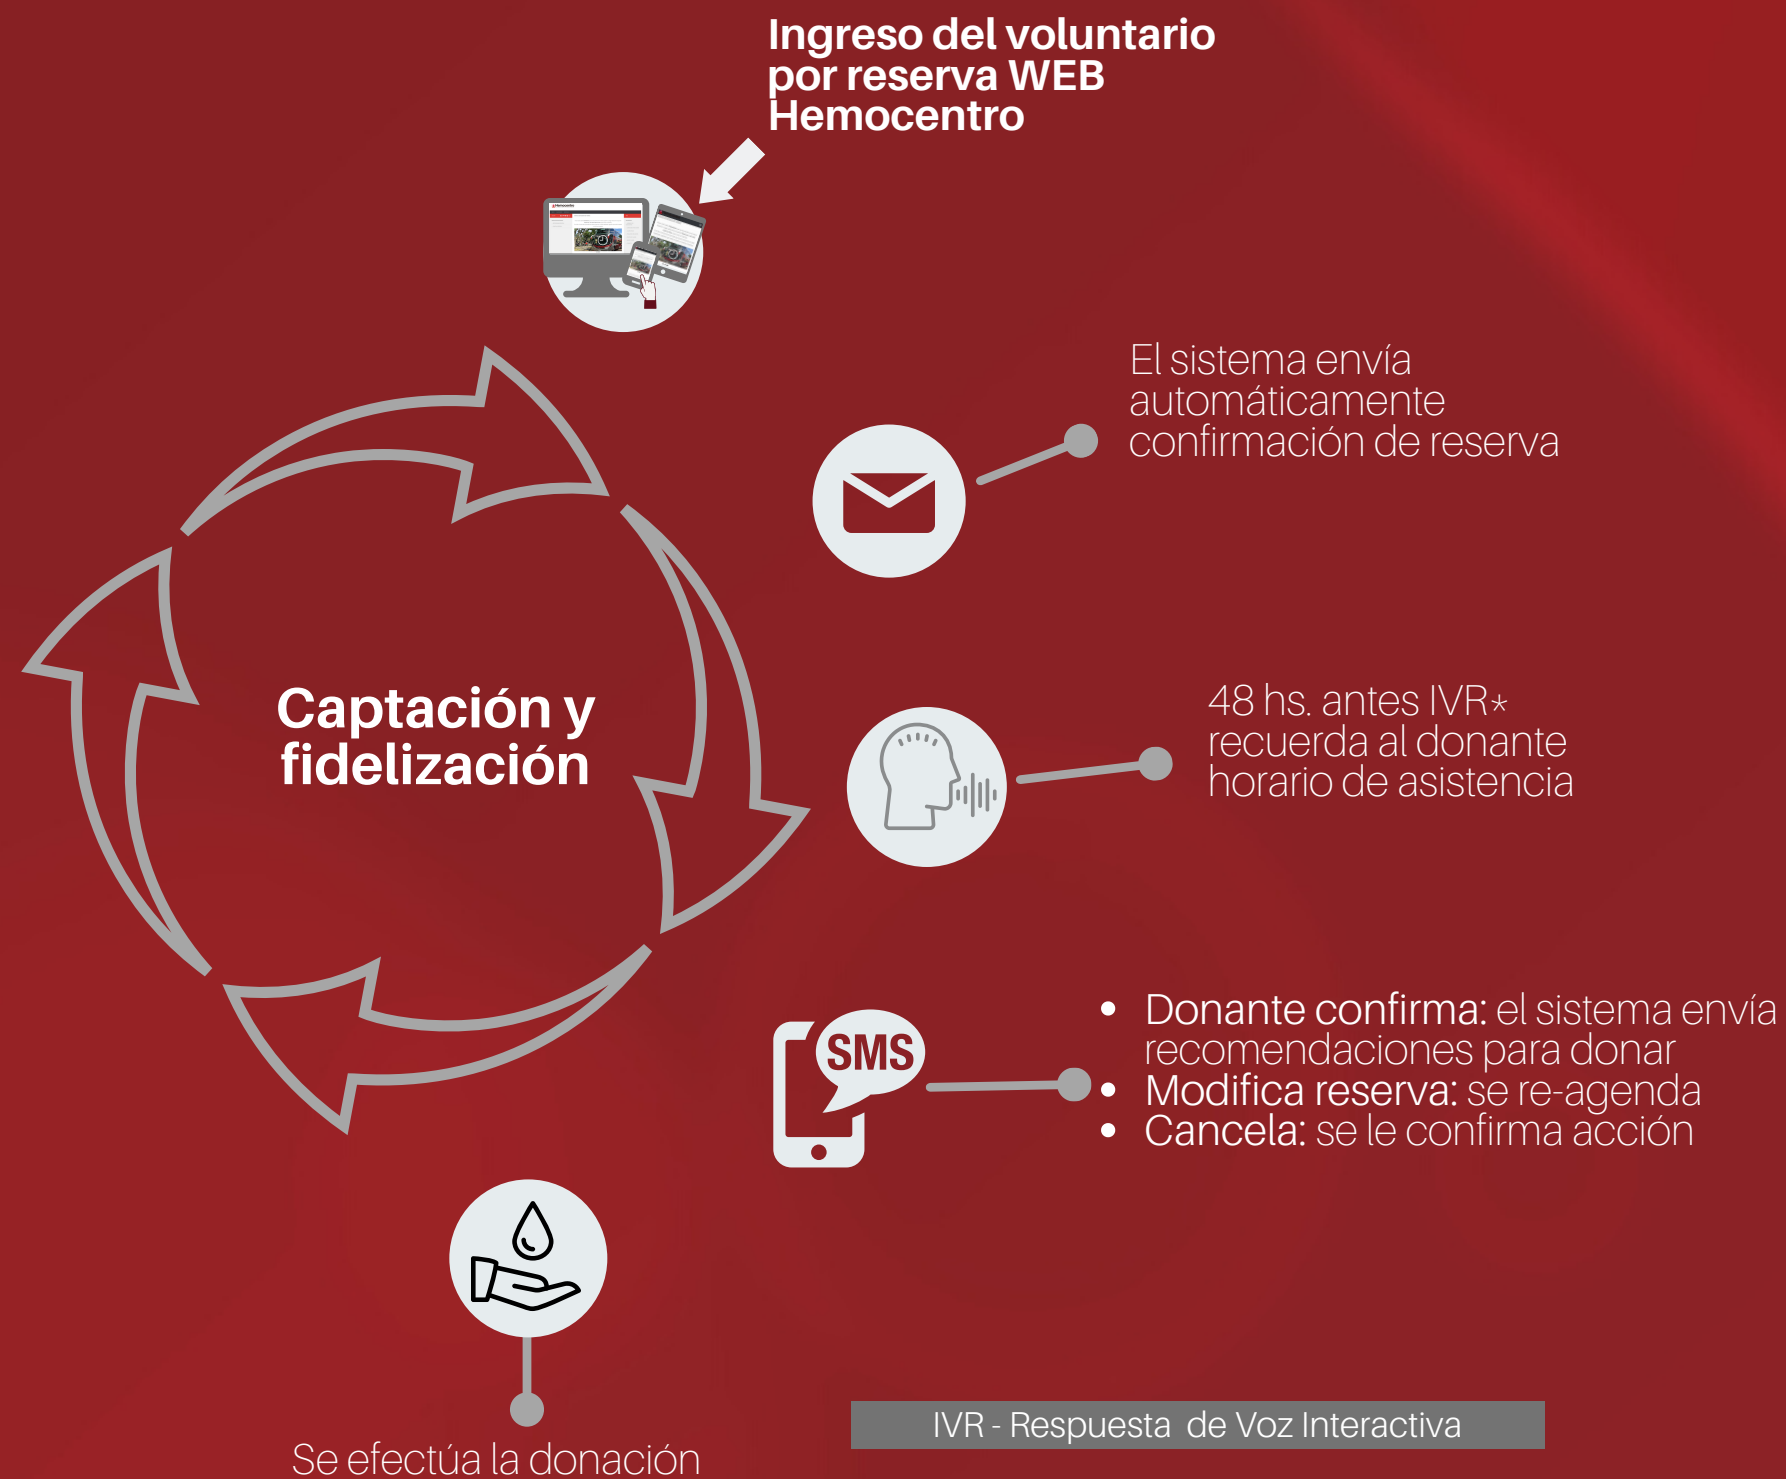 Ingreso del voluntario
por reserva WEB
Hemocentro
El sistema envía
automáticamente
confirmación de reserva
Captación y
fidelización
48 hs. antes IVR*
recuerda al donante
horario de asistencia
SMS
• Donante confirma: el sistema envía
recomendaciones para donar
• Modifica reserva: se re-agenda
• Cancela: se le confirma acción
IVR - Respuesta de Voz Interactiva
Se efectúa la donación